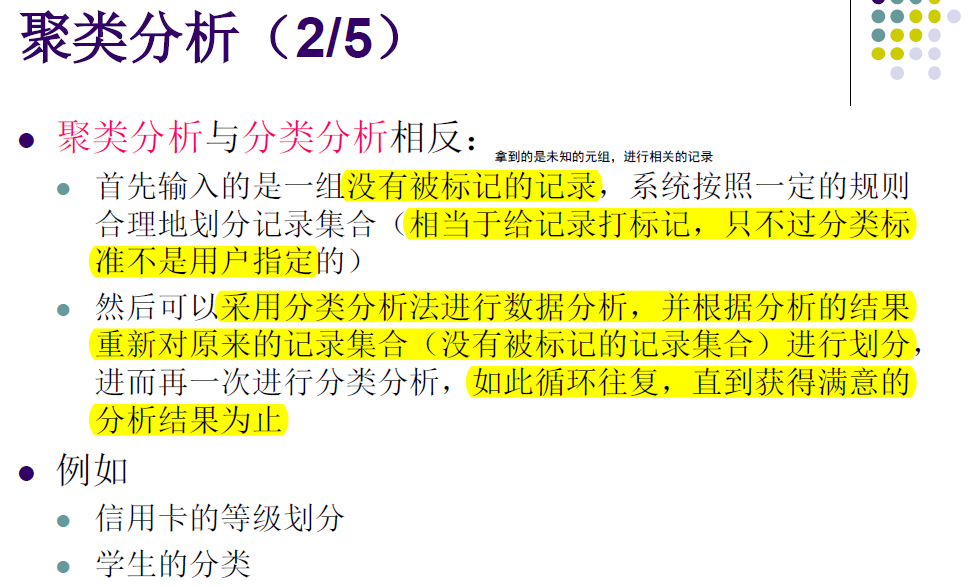 聚类分析（2/5）
聚类分析与分类分析相反：
拿到的是未知的元组，进行相关的记录
首先输入的是一组没有被标记的记录，系统按照一定的规则
合理地划分记录集合（相当于给记录打标记，只不过分类标
准不是用户指定的）
然后可以采用分类分析法进行数据分析，并根据分析的结果
重新对原来的记录集合（没有被标记的记录集合）进行划分，
进而再一次进行分类分析，如此循环往复，直到获得满意的
分析结果为止
例如
信用卡的等级划分
学生的分类